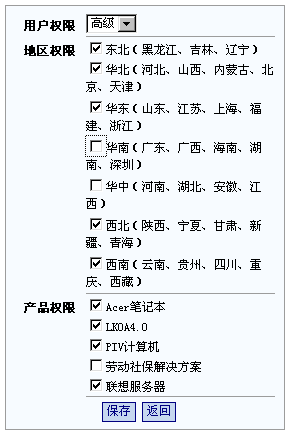 用户权限 高级
地区权限 东北(黑龙江、吉林、辽宁)
华北(河北、山西、内蒙古、北
京、天津)
华东(山东、江苏、上海、福
建、浙江)
华南(广东、广西、海南、湖
南、深圳)
华中(河南、湖北、安徽、江
西)
西北(陕西、宁夏、甘肃、新
疆、青海)
西南(云南、贵州、四川、重
庆、西藏)
产品权限 Acer笔记本
LKOA4.0
PIV计算机
劳动社保解决方案
联想服务器
保存 返回